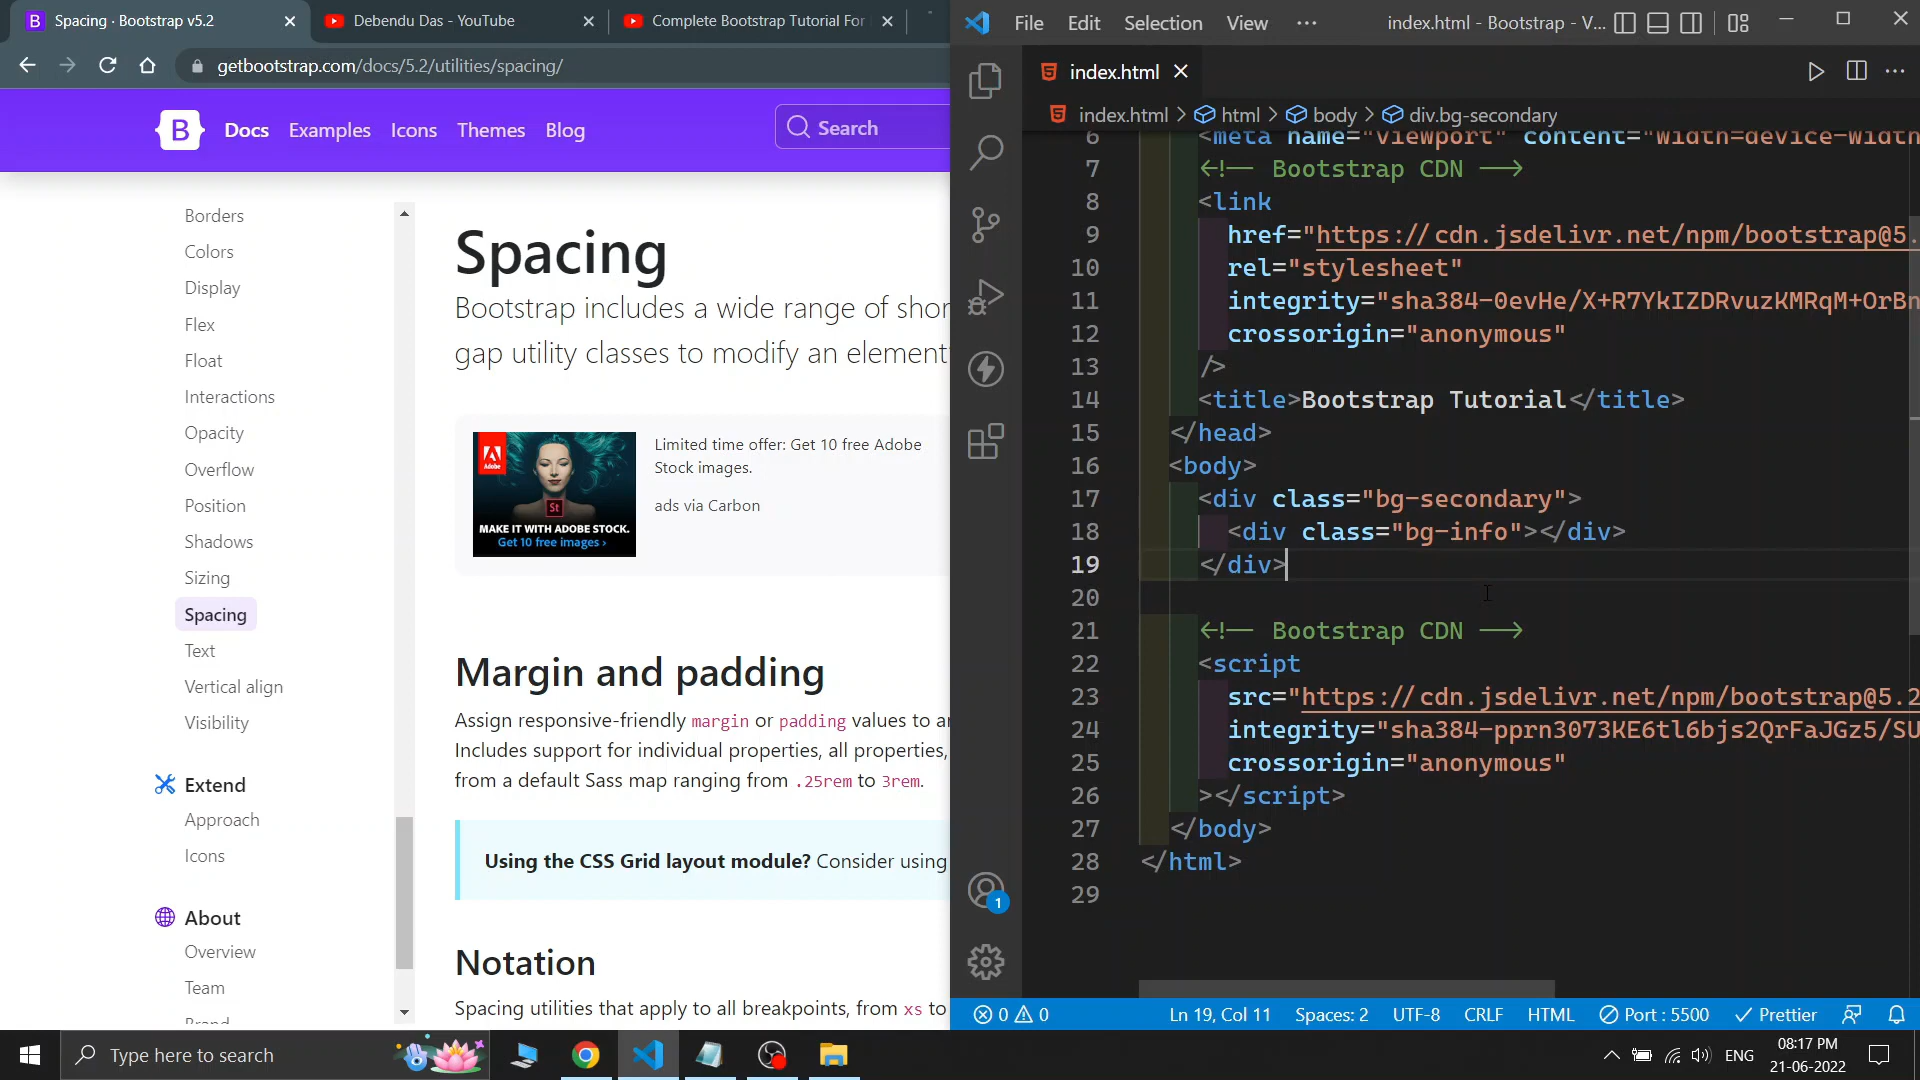 Spacing · Bootstrap v5.2
Debendu Das - YouTube
Complete Bootstrap Tutorial For
File Edit Selection View ···
index.html - Bootstrap - V...
getbootstrap.com/docs/5.2/utilities/spacing/
index.html
B Docs Examples Icons Themes Blog
Search
index.html > html > body > div.bg-secondary
Borders
Colors
Display
Flex
Float
Interactions
Opacity
Overflow
Position
Shadows
Sizing
Spacing
Text
Vertical align
Visibility
Extend
Approach
Icons
About
Overview
Team
Brand
Spacing
Bootstrap includes a wide range of shor
gap utility classes to modify an element
Adobe
St
MAKE IT WITH ADOBE STOCK.
Get 10 free images ›
Limited time offer: Get 10 free Adobe
Stock images.
ads via Carbon
Margin and padding
Assign responsive-friendly margin or padding values to a
Includes support for individual properties, all properties,
from a default Sass map ranging from .25rem to 3rem.
Using the CSS Grid layout module? Consider using
Notation
Spacing utilities that apply to all breakpoints, from xs to
6 <meta name="viewport" content="width=device-width
7 <!-- Bootstrap CDN -->
8 <link
9 href="https://cdn.jsdelivr.net/npm/bootstrap@5.
10 rel="stylesheet"
11 integrity="sha384-0evHe/X+R7YkIZDRvuzKMRqM+OrBn
12 crossorigin="anonymous"
13 />
14 <title>Bootstrap Tutorial</title>
15 </head>
16 <body>
17 <div class="bg-secondary">
18 <div class="bg-info"></div>
19 </div>
20
21 <!-- Bootstrap CDN -->
22 <script
23 src="https://cdn.jsdelivr.net/npm/bootstrap@5.2
24 integrity="sha384-pprn3073KE6tl6bjs2QrFaJGz5/SU
25 crossorigin="anonymous"
26 ></script>
27 </body>
28 </html>
29
1
0 0 Ln 19, Col 11 Spaces: 2 UTF-8 CRLF HTML Port : 5500 Prettier
Type here to search
ENG
08:17 PM
21-06-2022